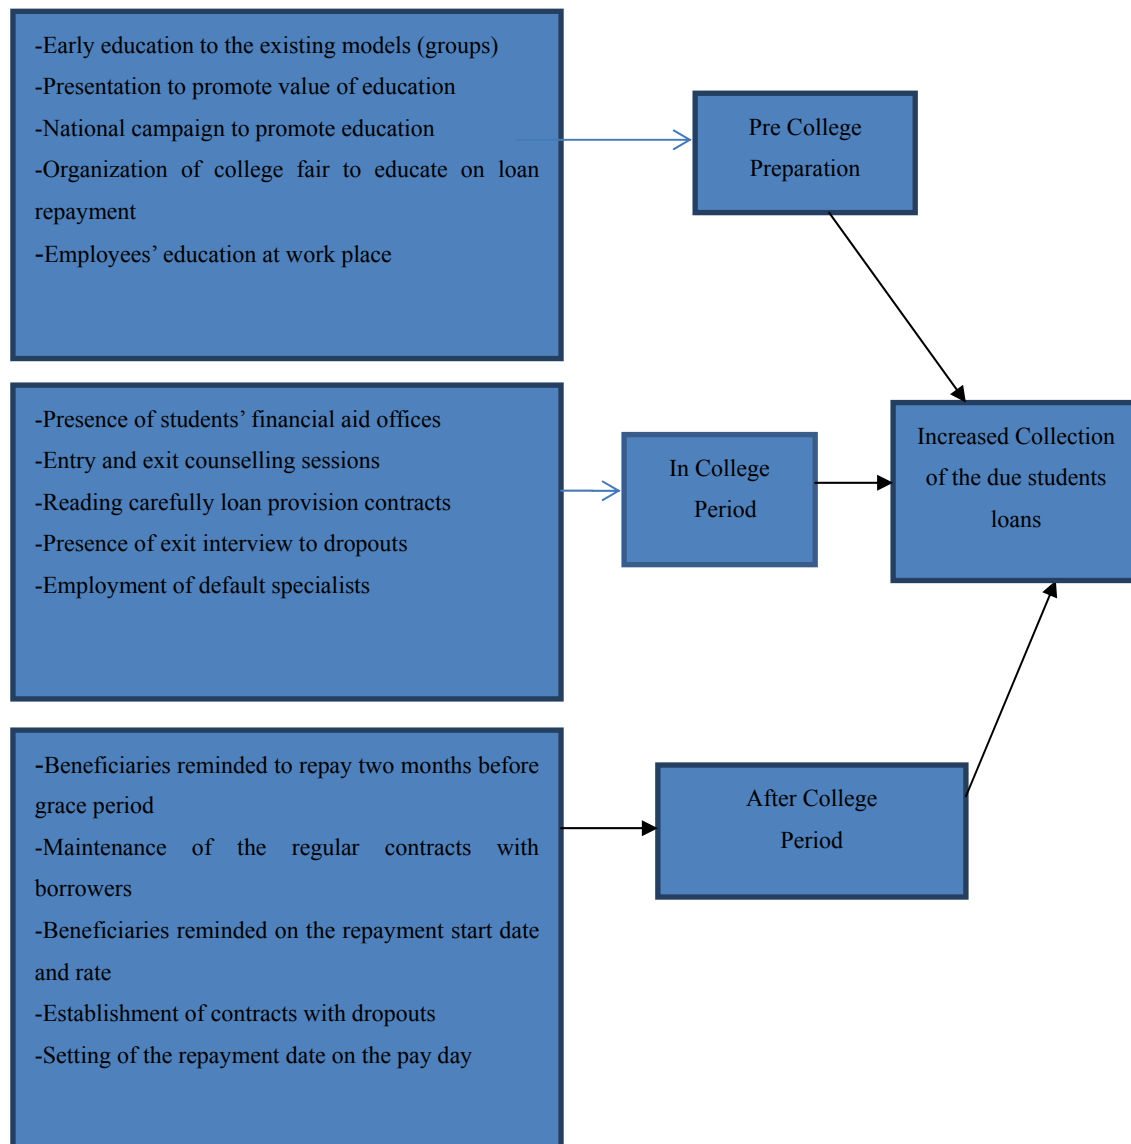 -Early education to the existing models (groups)
-Presentation to promote value of education
-National campaign to promote education
-Organization of college fair to educate on loan
repayment
-Employees’ education at work place
Pre College
Preparation
-Presence of students’ financial aid offices
-Entry and exit counselling sessions
-Reading carefully loan provision contracts
-Presence of exit interview to dropouts
-Employment of default specialists
In College
Period
Increased Collection
of the due students
loans
-Beneficiaries reminded to repay two months before
grace period
-Maintenance of the regular contracts with
borrowers
-Beneficiaries reminded on the repayment start date
and rate
-Establishment of contracts with dropouts
-Setting of the repayment date on the pay day
After College
Period